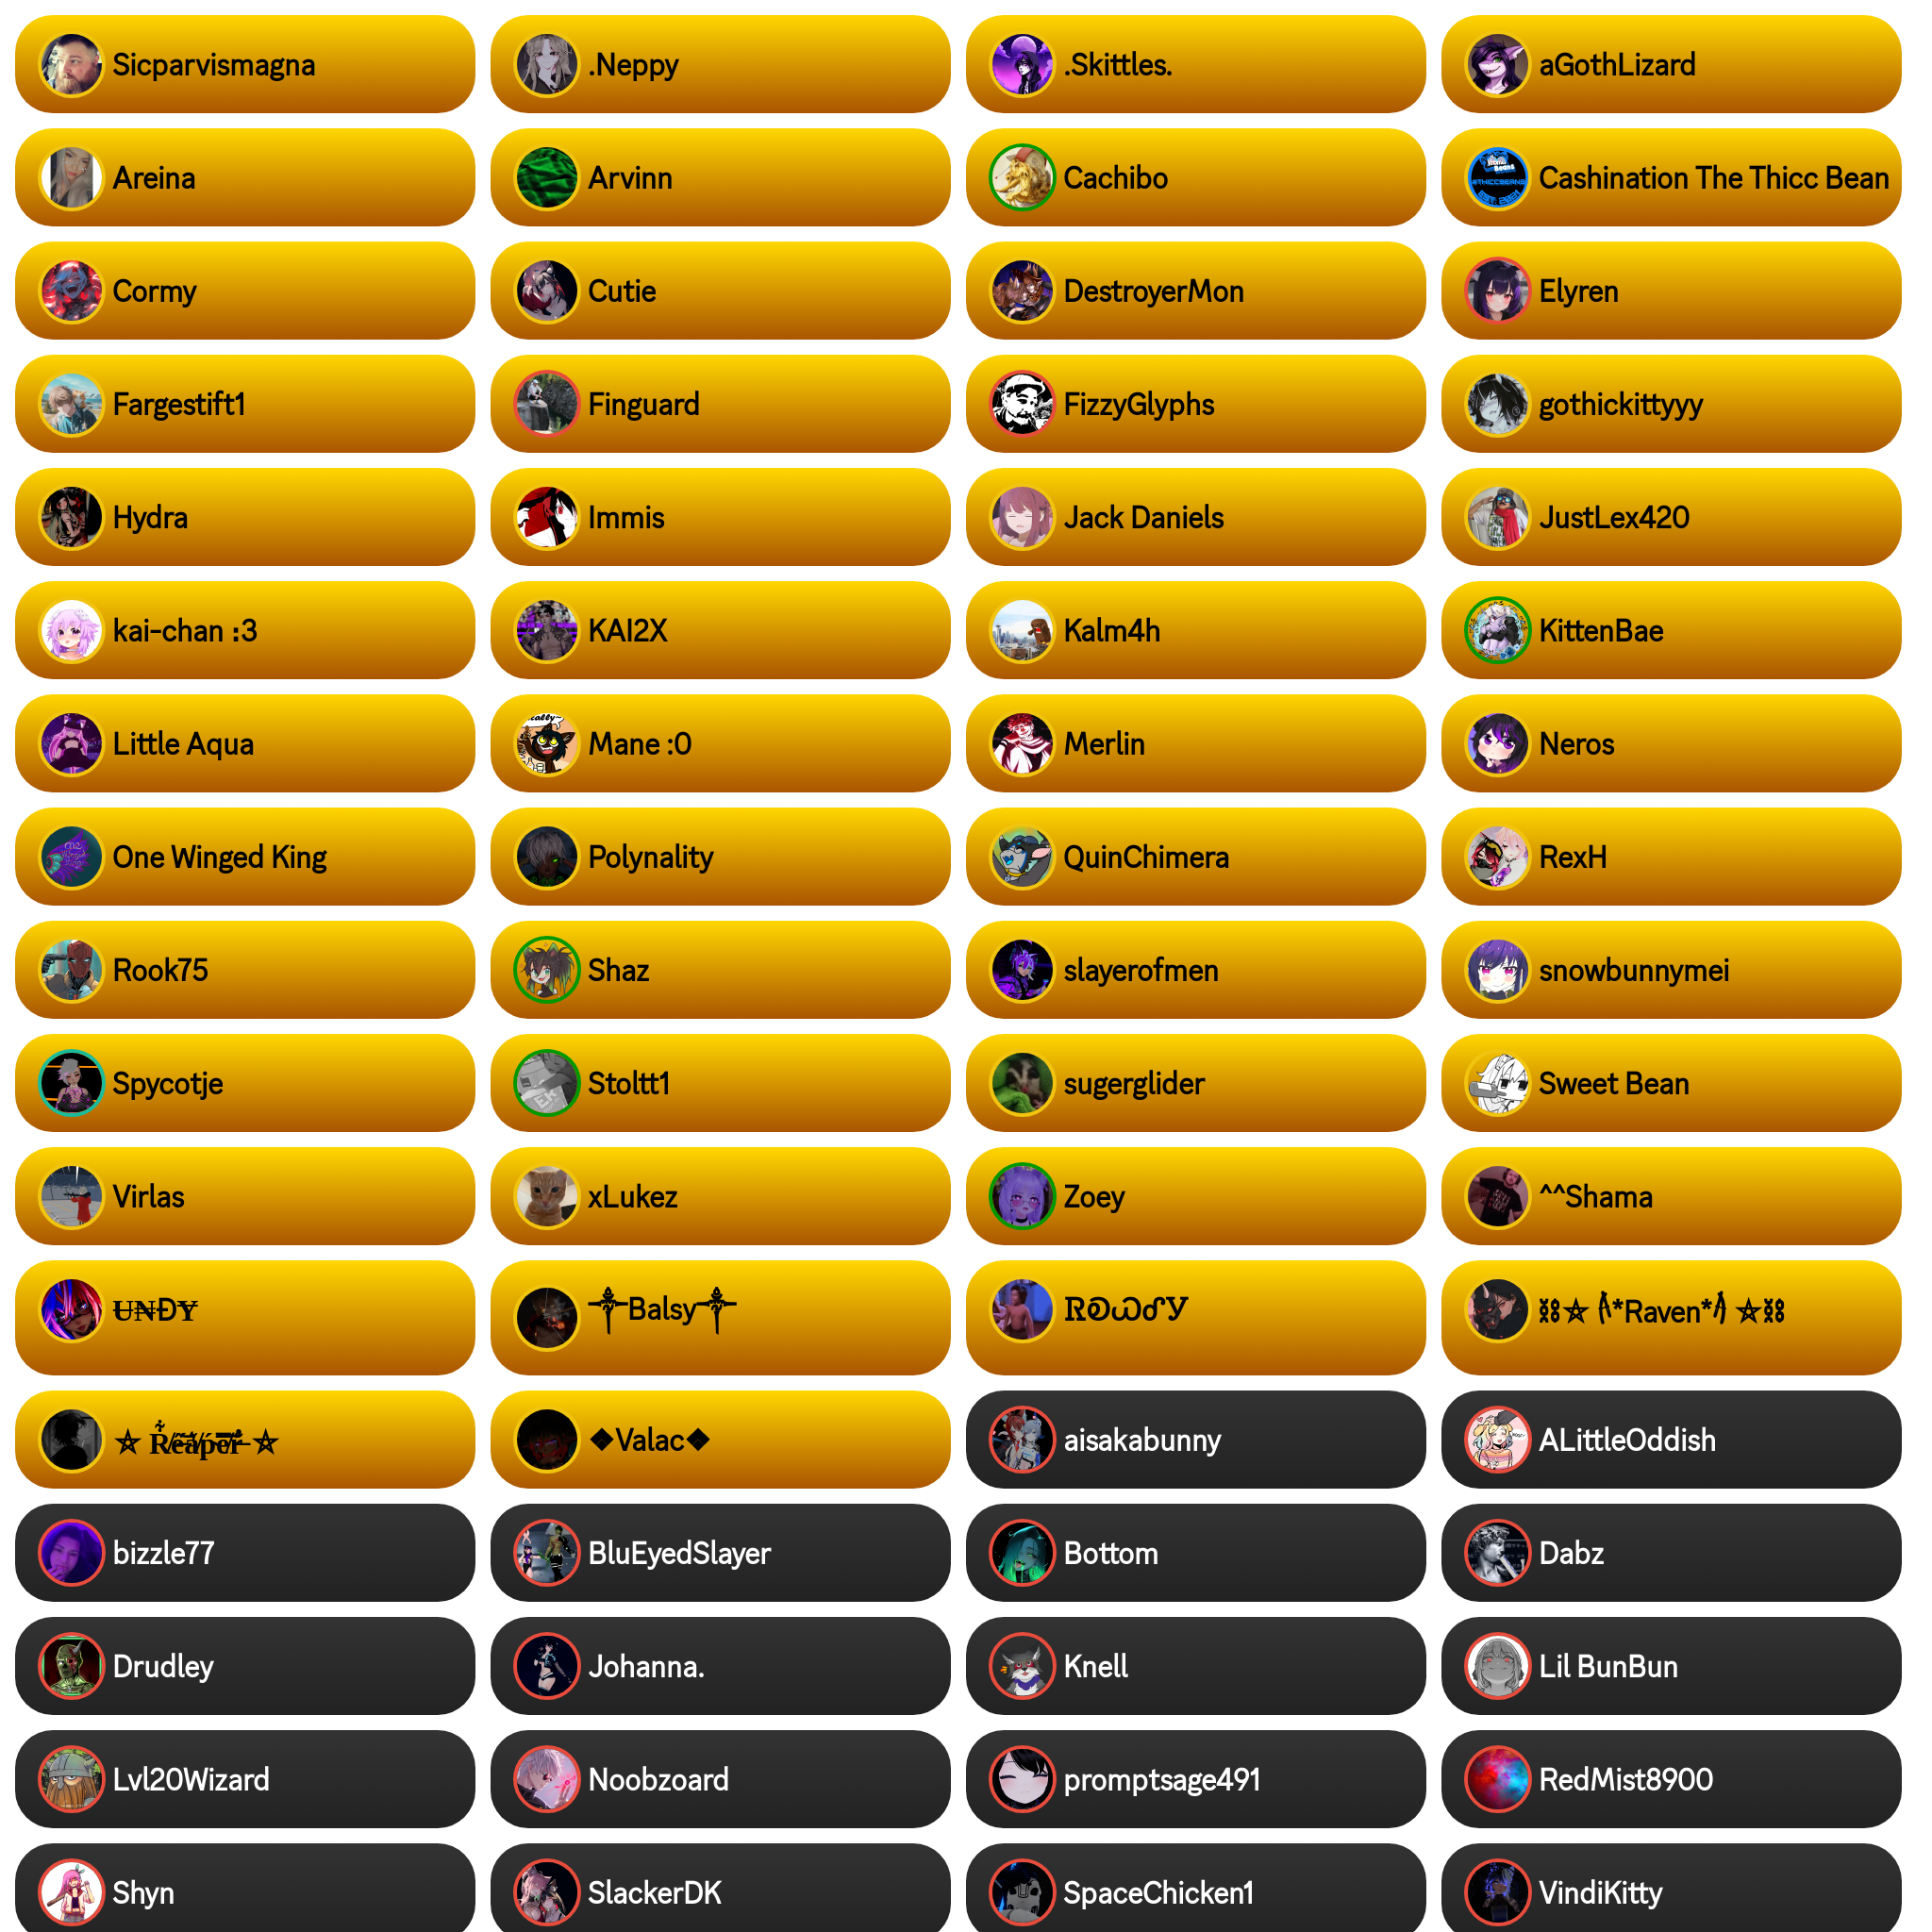 Sicparvismagna
.Neppy
.Skittles.
aGothLizard
Areina
Arvinn
Cachibo
Cashination The Thicc Bean
Cormy
Cutie
DestroyerMon
Elyren
Fargestift1
Finguard
FizzyGlyphs
gothickittyyy
Hydra
Immis
Jack Daniels
JustLex420
kai-chan :3
KAI2X
Kalm4h
KittenBae
Little Aqua
Mane :0
Merlin
Neros
One Winged King
Polynality
QuinChimera
RexH
Rook75
Shaz
slayerofmen
snowbunnymei
Spycotje
Stoltt1
sugerglider
Sweet Bean
Virlas
xLukez
Zoey
^^Shama
Balsy
*Raven*
❖Valac❖
aisakabunny
ALittleOddish
bizzle77
BluEyedSlayer
Bottom
Dabz
Drudley
Johanna.
Knell
Lil BunBun
Lvl20Wizard
Noobzoard
promptsage491
RedMist8900
Shyn
SlackerDK
SpaceChicken1
VindiKitty